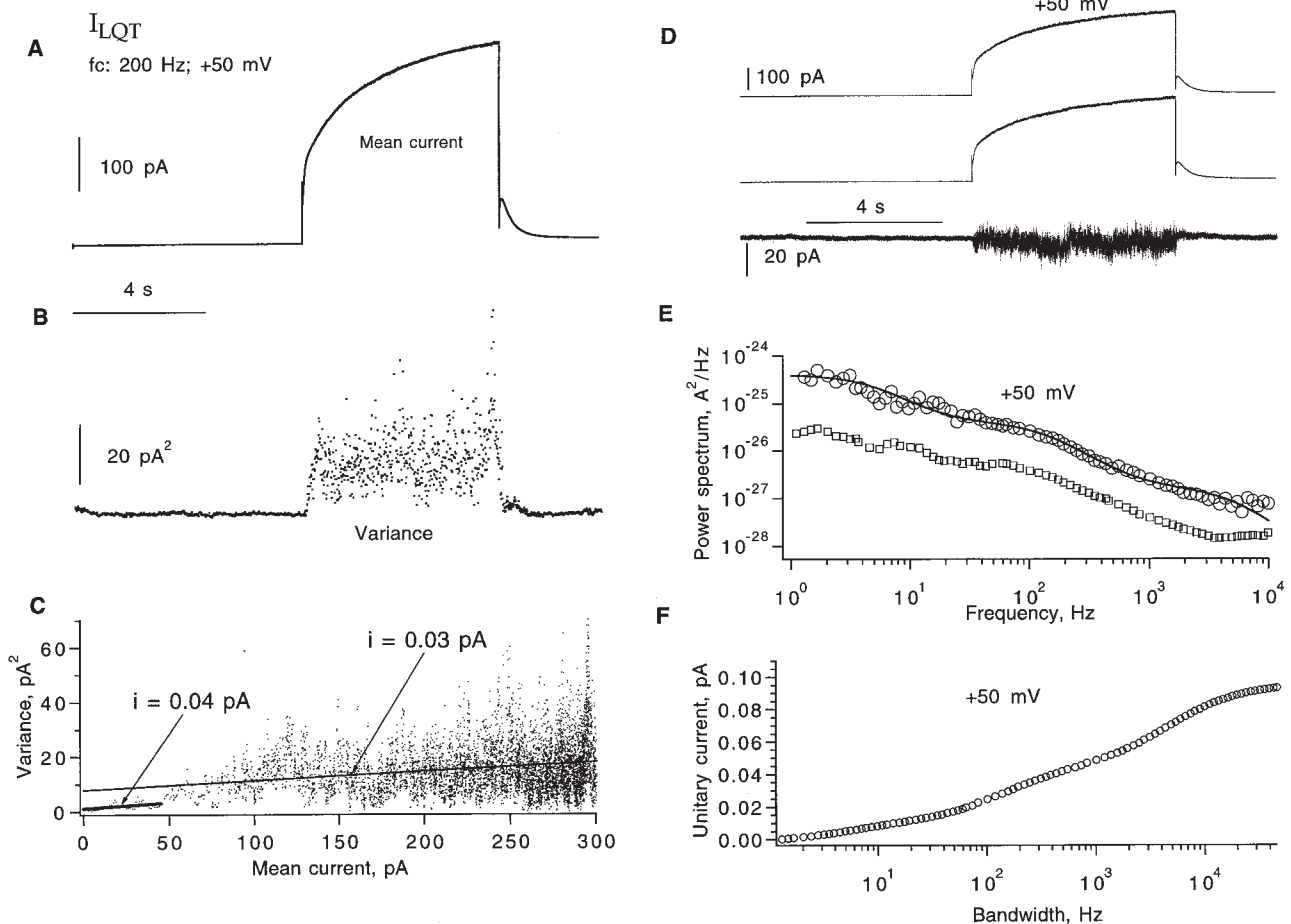 I_LQT
A
fc: 200 Hz; +50 mV
Mean current
100 pA
4 s
B
20 pA²
Variance
C
Variance, pA²
60
40
20
0
i = 0.04 pA
i = 0.03 pA
0 50 100 150 200 250 300
Mean current, pA
D
+50 mV
100 pA
4 s
20 pA
E
Power spectrum, A²/Hz
10⁻²⁴
10⁻²⁵
10⁻²⁶
10⁻²⁷
10⁻²⁸
+50 mV
10⁰ 10¹ 10² 10³ 10⁴
Frequency, Hz
F
Unitary current, pA
0.10
0.08
0.06
0.04
0.02
0.00
+50 mV
10¹ 10² 10³ 10⁴
Bandwidth, Hz